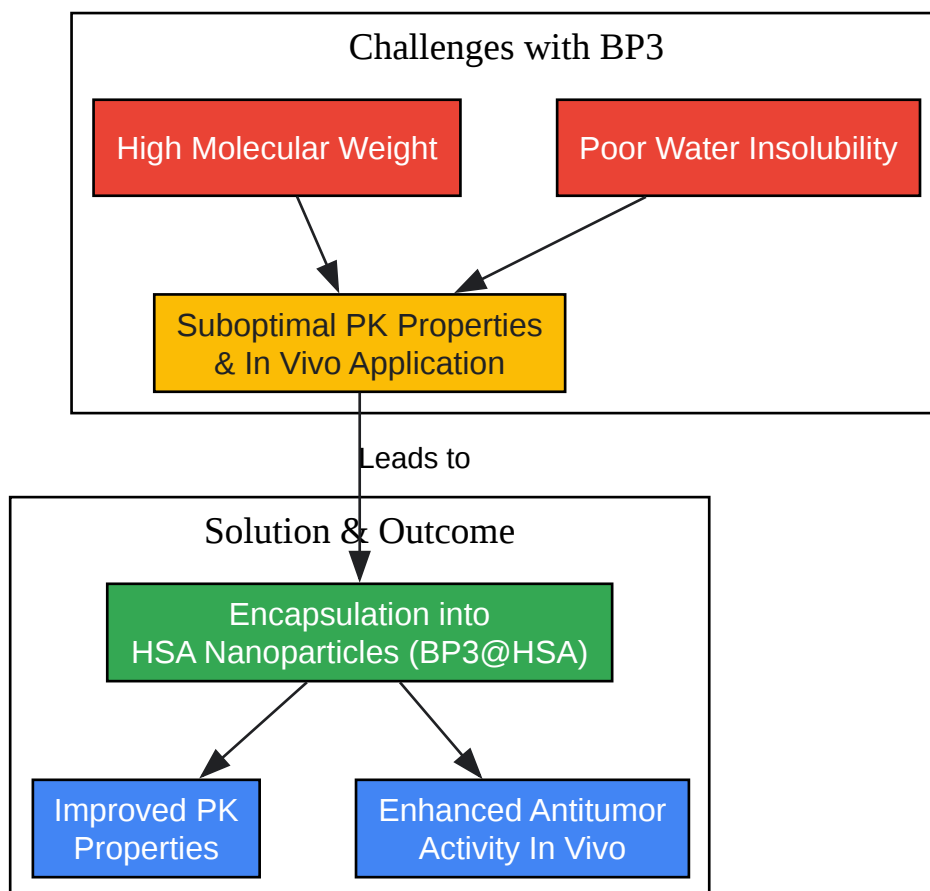 Challenges with BP3
High Molecular Weight
Poor Water Insolubility
Suboptimal PK Properties
& In Vivo Application
Leads to
Solution & Outcome
Encapsulation into
HSA Nanoparticles (BP3@HSA)
Improved PK
Properties
Enhanced Antitumor
Activity In Vivo